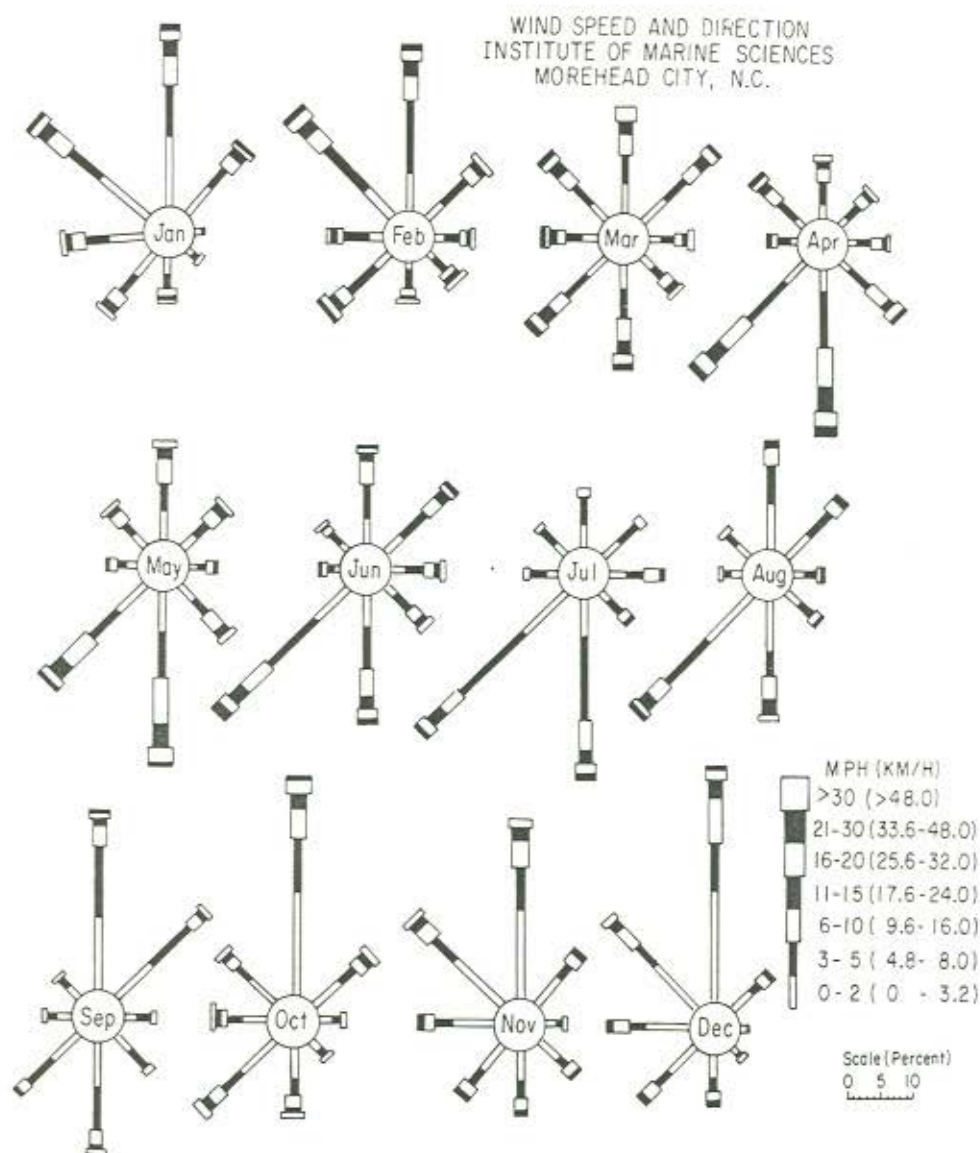 WIND SPEED AND DIRECTION
INSTITUTE OF MARINE SCIENCES
MOREHEAD CITY, N.C.
Jan
Feb
Mar
Apr
May
Jun
Jul
Aug
MPH (KM/H)
>30 (>48.0)
21-30 (33.6-48.0)
16-20 (25.6-32.0)
11-15 (17.6-24.0)
6-10 ( 9.6-16.0)
3-5 ( 4.8- 8.0)
0-2 ( 0 - 3.2)
Sep
Oct
Nov
Dec
Scale (Percent)
0 5 10